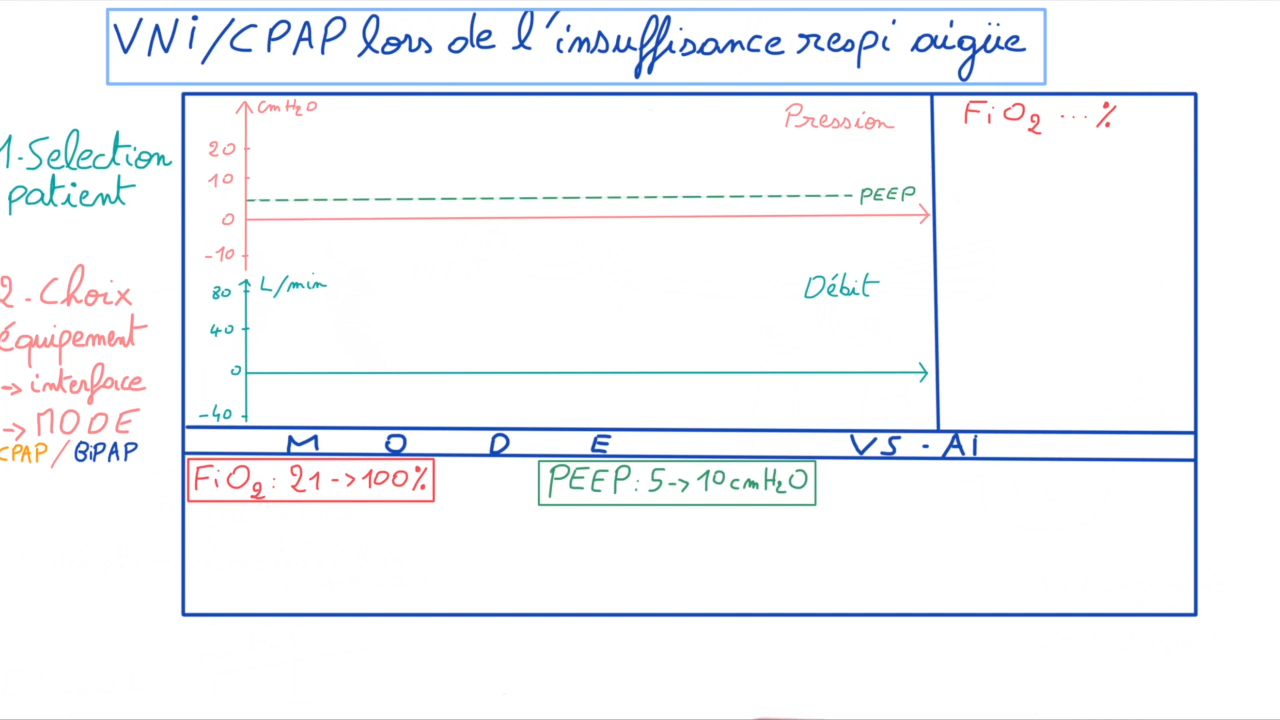 VNi/CPAP lors de l'insuffisance respi aigüe
1-Selection
patient
2-Choix
équipement
-> interface
-> MODE
CPAP / BiPAP
cmH2O
20
10
0
-10
Pression
PEEP
FiO2 ...%
L/min
80
40
0
-40
Débit
MODE VS-Ai
FiO2: 21->100%
PEEP: 5->10cmH2O